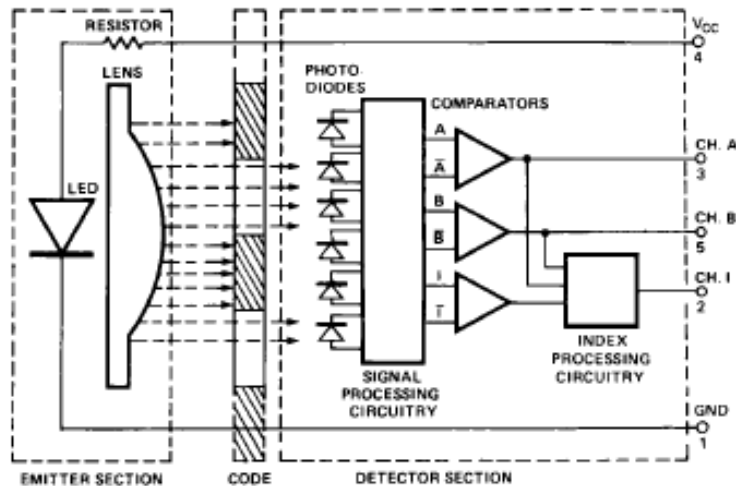 RESISTOR
LENS
LED
PHOTO-
DIODES
COMPARATORS
A
A
B
B
I
I
VCC
4
CH. A
3
CH. B
5
CH. I
2
INDEX
PROCESSING
CIRCUITRY
SIGNAL
PROCESSING
CIRCUITRY
GND
1
EMITTER SECTION
CODE
DETECTOR SECTION